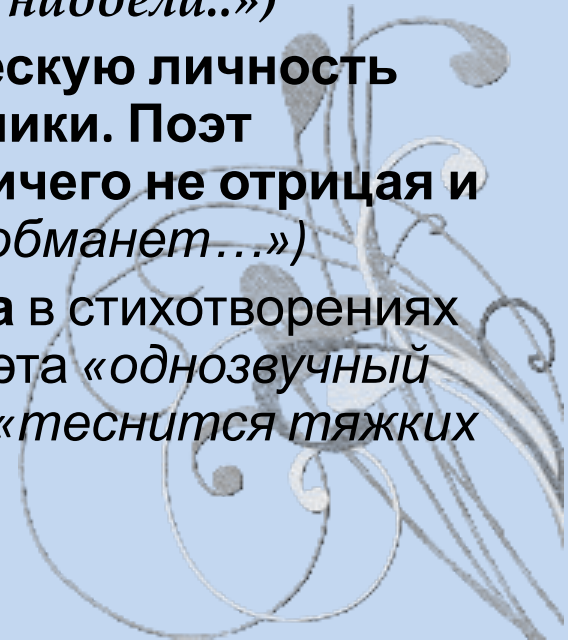 надоели..»)
ескую личность
ики. Поэт
ичего не отрицая и
обманет…»)
а в стихотворениях
эта «однозвучный
«теснится тяжких